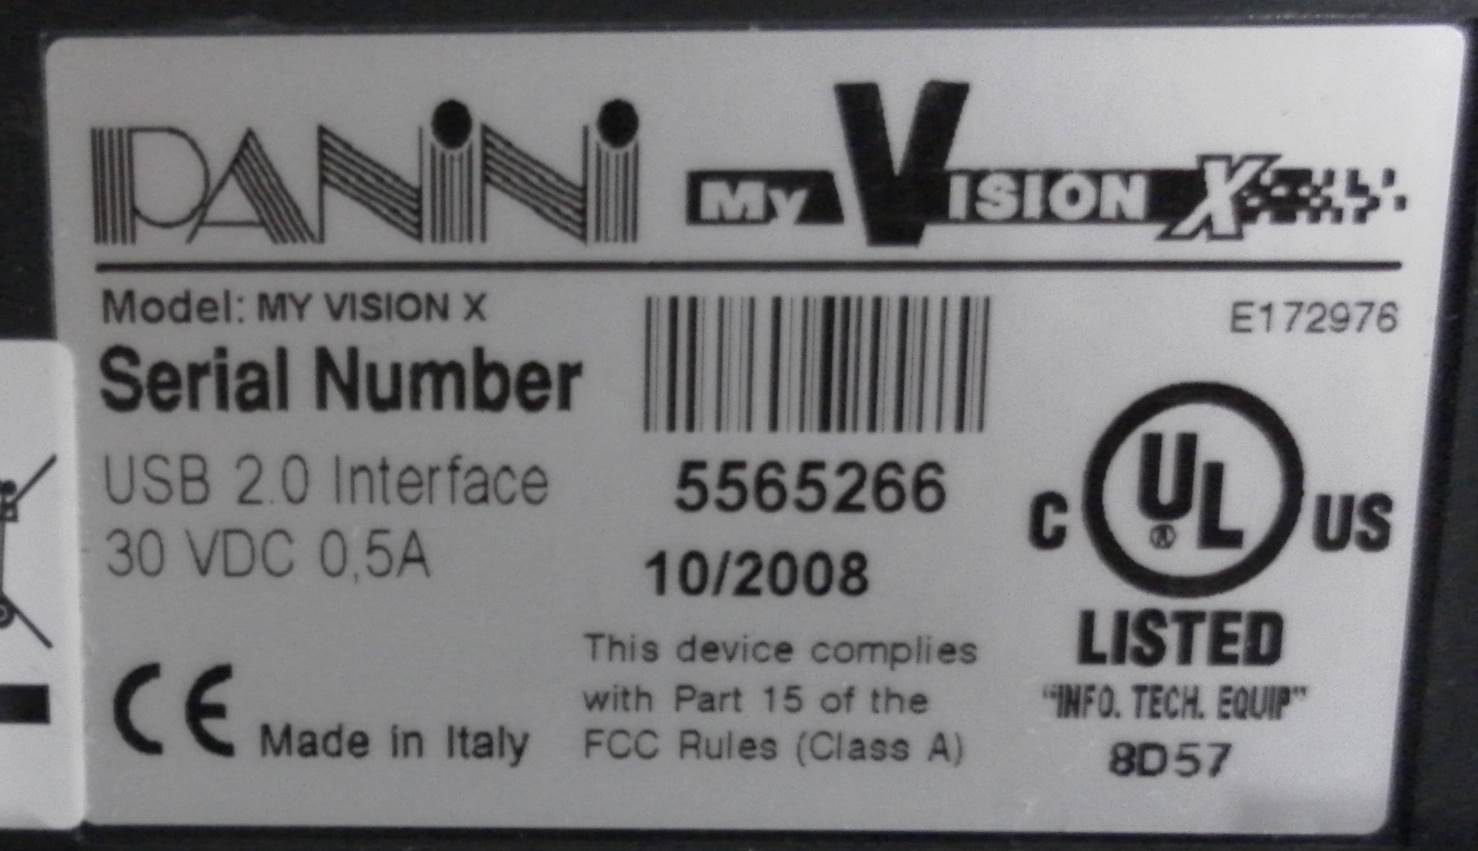 PANiNi
My VISION X
Model: MY VISION X
E172976
Serial Number
USB 2.0 Interface
5565266
30 VDC 0,5A
10/2008
C UL ® US
LISTED
"INFO. TECH. EQUIP"
8D57
This device complies
with Part 15 of the
FCC Rules (Class A)
CE Made in Italy